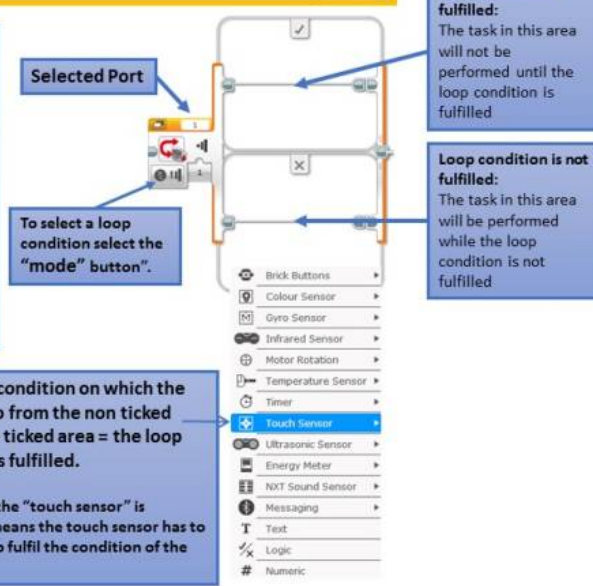 fulfilled:
The task in this area
will not be
performed until the
loop condition is
fulfilled
Selected Port
1
1
Loop condition is not
fulfilled:
The task in this area
will be performed
while the loop
condition is not
fulfilled
To select a loop
condition select the
"mode" button".
Brick Buttons
Colour Sensor
Gyro Sensor
Infrared Sensor
Motor Rotation
Temperature Sensor
Timer
Touch Sensor
Ultrasonic Sensor
Energy Meter
NXT Sound Sensor
Messaging
T Text
Logic
# Numeric
condition on which the
from the non ticked
ticked area = the loop
fulfilled.
the "touch sensor" is
means the touch sensor has to
fulfil the condition of the